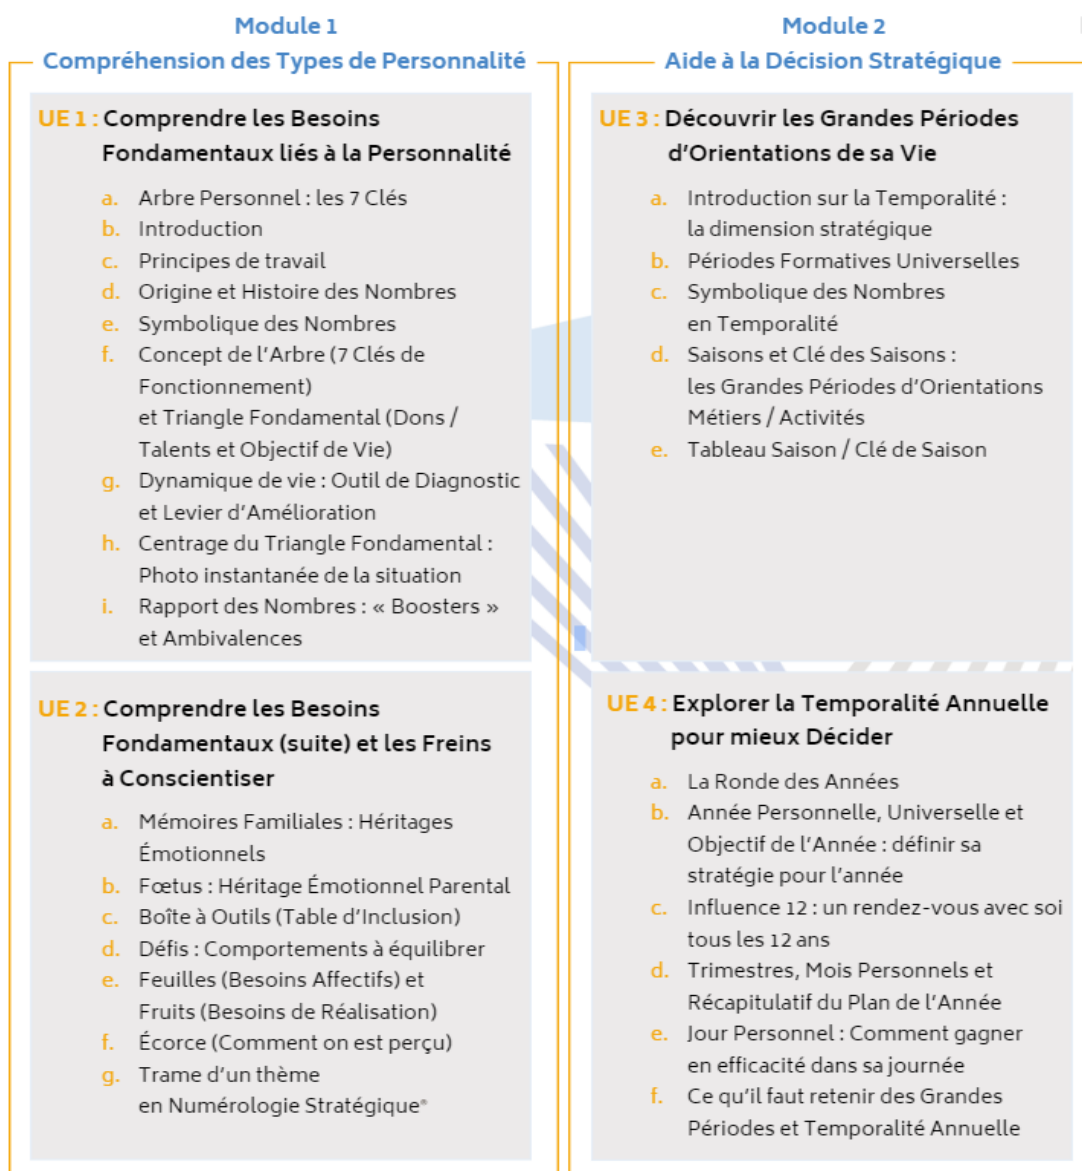 Module 1
Compréhension des Types de Personnalité
UE 1 : Comprendre les Besoins
Fondamentaux liés à la Personnalité
a. Arbre Personnel : les 7 Clés
b. Introduction
c. Principes de travail
d. Origine et Histoire des Nombres
e. Symbolique des Nombres
f. Concept de l'Arbre (7 Clés de
Fonctionnement)
et Triangle Fondamental (Dons /
Talents et Objectif de Vie)
g. Dynamique de vie : Outil de Diagnostic
et Levier d'Amélioration
h. Centrage du Triangle Fondamental :
Photo instantanée de la situation
i. Rapport des Nombres : « Boosters »
et Ambivalences
UE 2 : Comprendre les Besoins
Fondamentaux (suite) et les Freins
à Conscientiser
a. Mémoires Familiales : Héritages
Émotionnels
b. Fœtus : Héritage Émotionnel Parental
c. Boîte à Outils (Table d'Inclusion)
d. Défis : Comportements à équilibrer
e. Feuilles (Besoins Affectifs) et
Fruits (Besoins de Réalisation)
f. Écorce (Comment on est perçu)
g. Trame d'un thème
en Numérologie Stratégique®
Module 2
Aide à la Décision Stratégique
UE 3 : Découvrir les Grandes Périodes
d'Orientations de sa Vie
a. Introduction sur la Temporalité :
la dimension stratégique
b. Périodes Formatives Universelles
c. Symbolique des Nombres
en Temporalité
d. Saisons et Clé des Saisons :
les Grandes Périodes d'Orientations
Métiers / Activités
e. Tableau Saison / Clé de Saison
UE 4 : Explorer la Temporalité Annuelle
pour mieux Décider
a. La Ronde des Années
b. Année Personnelle, Universelle et
Objectif de l'Année : définir sa
stratégie pour l'année
c. Influence 12 : un rendez-vous avec soi
tous les 12 ans
d. Trimestres, Mois Personnels et
Récapitulatif du Plan de l'Année
e. Jour Personnel : Comment gagner
en efficacité dans sa journée
f. Ce qu'il faut retenir des Grandes
Périodes et Temporalité Annuelle